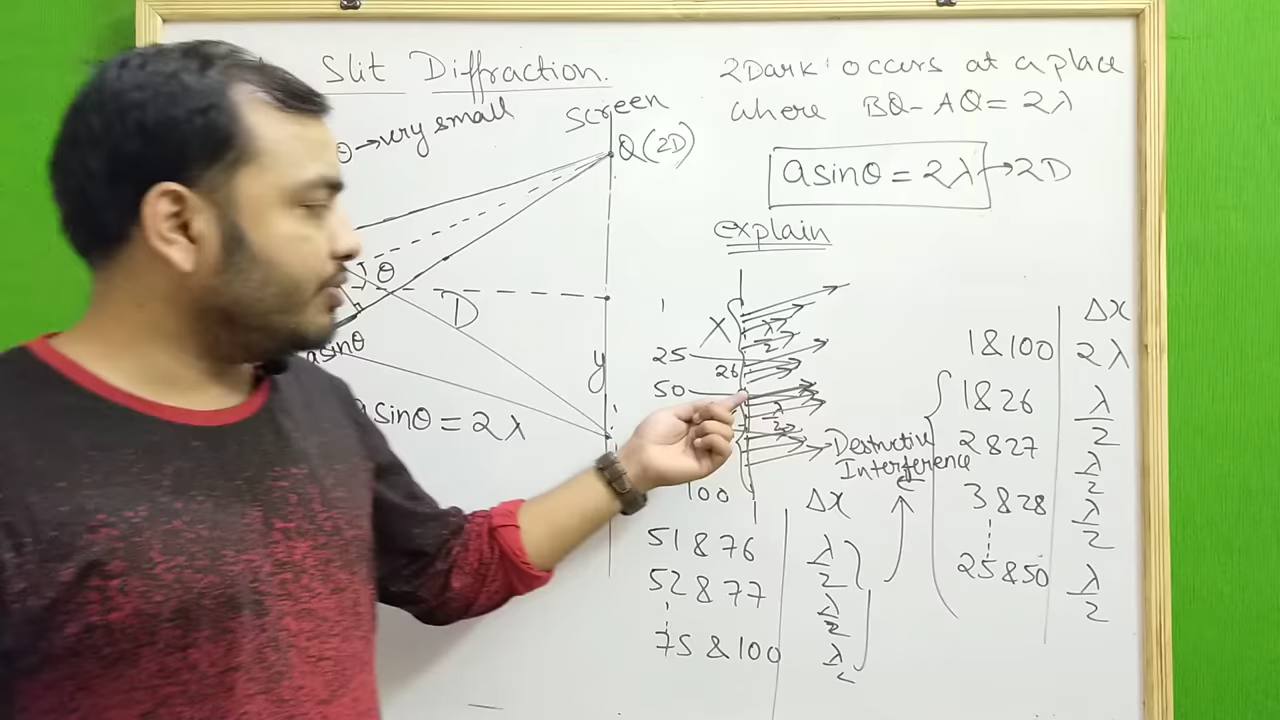 Slit Diffraction.
θ→very small
Screen
Q(2D)
θ
D
y
asinθ
asinθ = 2λ
2Dark' occurs at a place
where BQ-AQ= 2λ
asinθ = 2λ →2D
explain
1
X
λ/2
25
26
50
λ/2
100
Destructive
Interference
Δx
51 & 76 λ/2
52 & 77 λ/2
75 & 100 λ
Δx
1&100 2λ
1&26 λ/2
2&27 λ/2
3&28 λ/2
25&50 λ/2